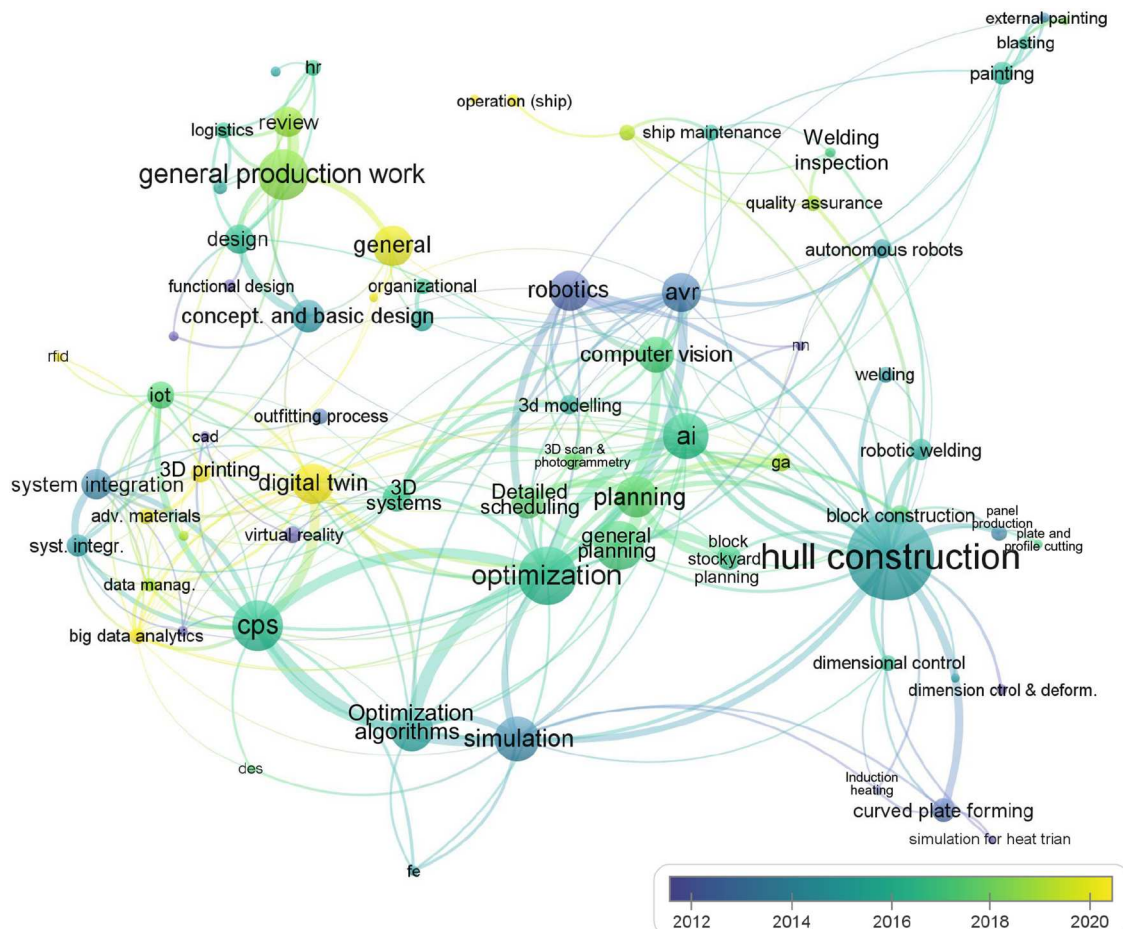 external painting
blasting
painting
hr
operation (ship)
logistics
review
ship maintenance
Welding
inspection
general production work
quality assurance
design
general
autonomous robots
functional design
organizational
robotics
avr
concept. and basic design
rfid
computer vision
nn
welding
iot
outfitting process
3d modelling
cad
ai
3D scan &
photogrammetry
ga
robotic welding
system integration
3D printing
digital twin
3D
systems
Detailed
scheduling
planning
adv. materials
block construction
panel
production
plate and
profile cutting
syst. integr.
virtual reality
general
planning
block
stockyard
planning
hull construction
optimization
data manag.
cps
big data analytics
dimensional control
dimension ctrl & deform.
Optimization
algorithms
simulation
des
Induction
heating
curved plate forming
simulation for heat trian
fe
2012
2014
2016
2018
2020